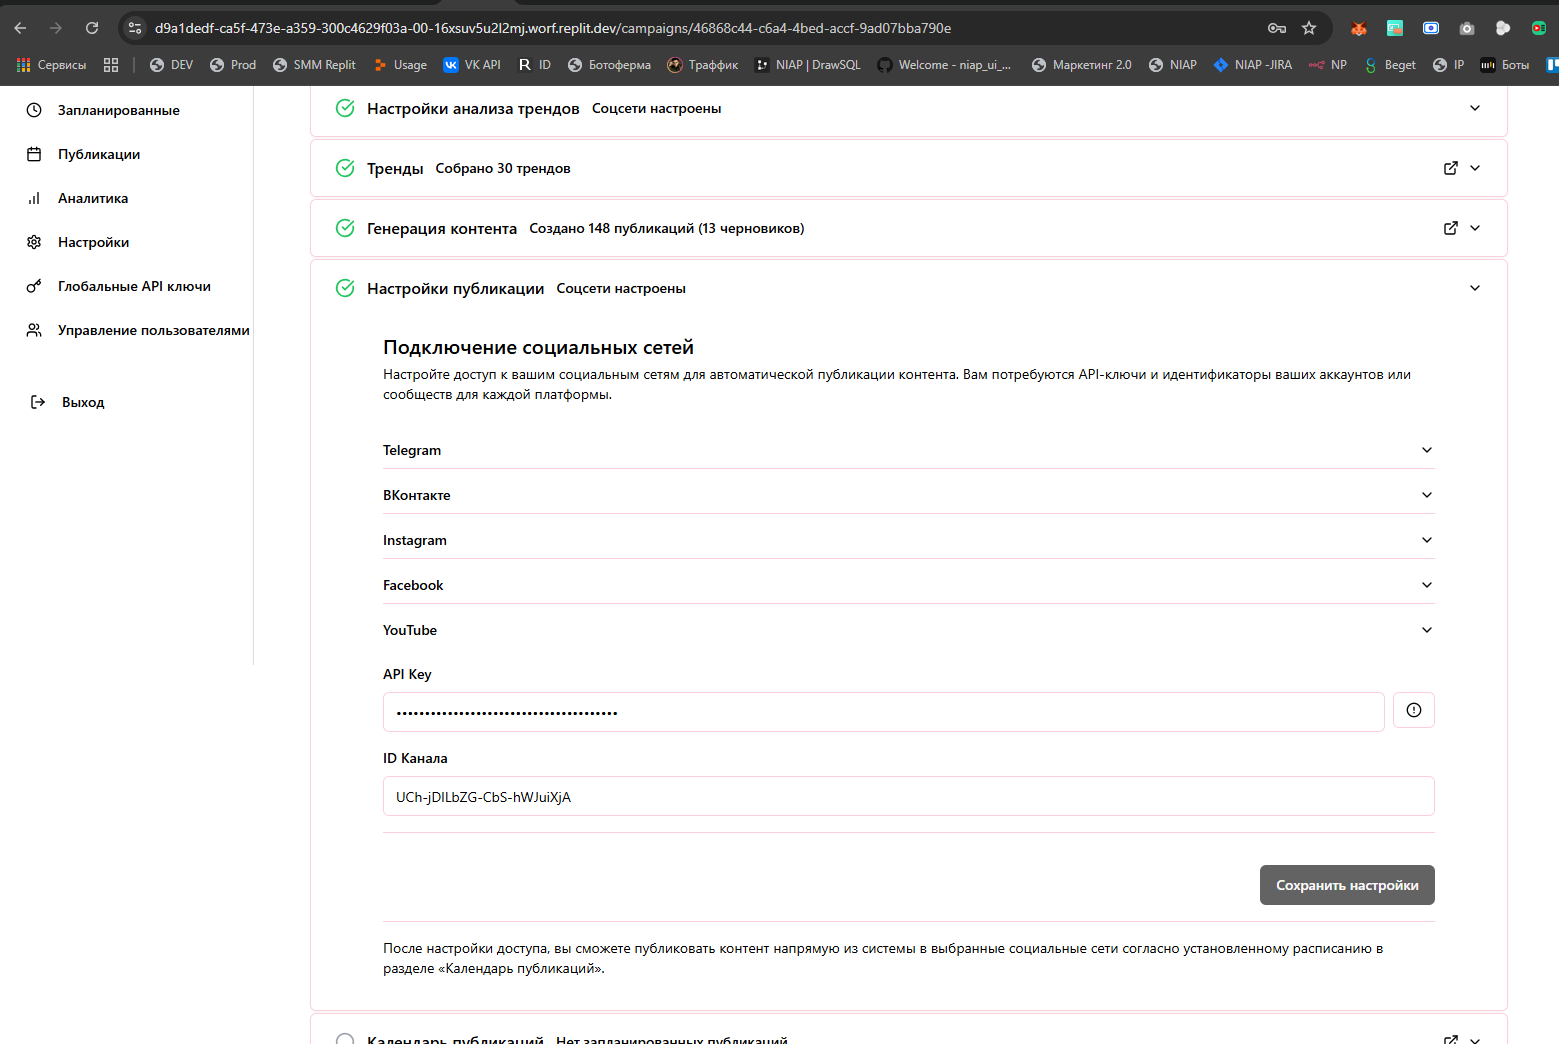 d9a1dedf-ca5f-473e-a359-300c4629f03a-00-16xsuv5u2l2mj.worf.replit.dev/campaigns/46868c44-c6a4-4bed-accf-9ad07bba790e
Сервисы DEV Prod SMM Replit Usage VK API ID Ботоферма Траффик NIAP | DrawSQL Welcome - niap_ui_... Маркетинг 2.0 NIAP NIAP -JIRA NP Beget IP Боты
Запланированные
Публикации
Аналитика
Настройки
Глобальные API ключи
Управление пользователями
Выход
Настройки анализа трендов Соцсети настроены
Тренды Собрано 30 трендов
Генерация контента Создано 148 публикаций (13 черновиков)
Настройки публикации Соцсети настроены
Подключение социальных сетей
Настройте доступ к вашим социальным сетям для автоматической публикации контента. Вам потребуются API-ключи и идентификаторы ваших аккаунтов или
сообществ для каждой платформы.
Telegram
ВКонтакте
Instagram
Facebook
YouTube
API Key
ID Канала
UCh-jDlLbZG-CbS-hWJuiXjA
Сохранить настройки
После настройки доступа, вы сможете публиковать контент напрямую из системы в выбранные социальные сети согласно установленному расписанию в
разделе «Календарь публикаций».
Календарь публикаций Нет запланированных публикаций